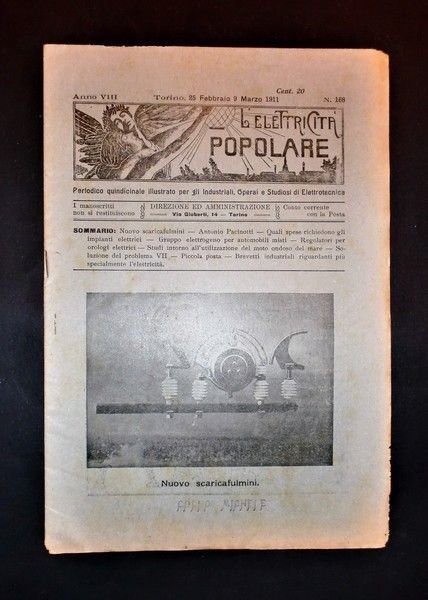 Cent. 20
Anno VIII Torino, 25 Febbraio 9 Marzo 1911 N. 168
L'ELETTRICITÀ
POPOLARE
Periodico quindicinale illustrato per gli Industriali, Operai e Studiosi di Elettrotecnica
I manoscritti DIREZIONE ED AMMINISTRAZIONE Conto corrente
non si restituiscono Via Gioberti, 14 - Torino con la Posta
SOMMARIO: Nuovo scaricafulmini — Antonio Pacinotti — Quali spese richiedono gli
impianti elettrici — Gruppo elettrogeno per automobili misti — Regolatori per
orologi elettrici — Studi intorno all'utilizzazione del moto ondoso del mare — So-
luzione del problema VII — Piccola posta — Brevetti industriali riguardanti più
specialmente l'elettricità.
Nuovo scaricafulmini.